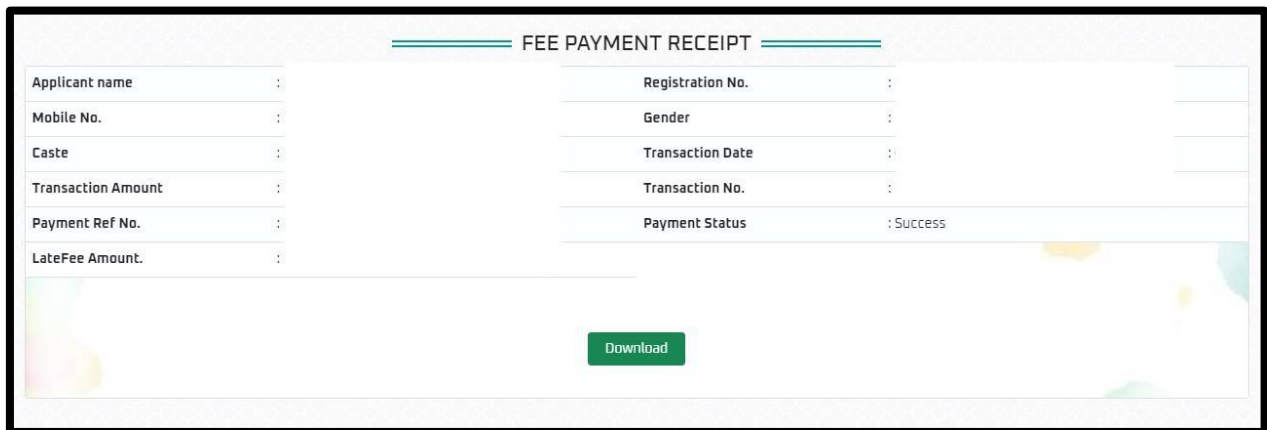 FEE PAYMENT RECEIPT
Applicant name : Registration No. :
Mobile No. : Gender :
Caste : Transaction Date :
Transaction Amount : Transaction No. :
Payment Ref No. : Payment Status : Success
LateFee Amount. :
Download